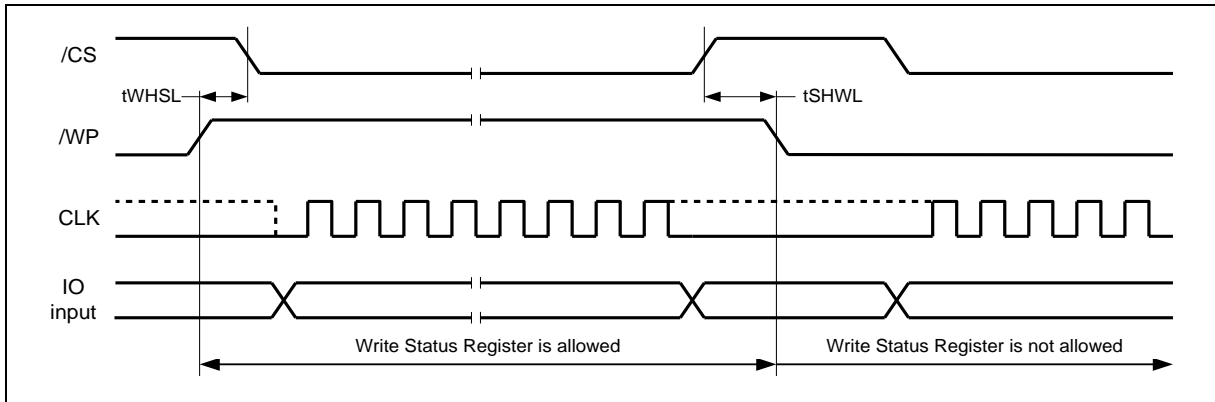 /CS
tWHSL
tSHWL
/WP
CLK
IO
input
Write Status Register is allowed
Write Status Register is not allowed